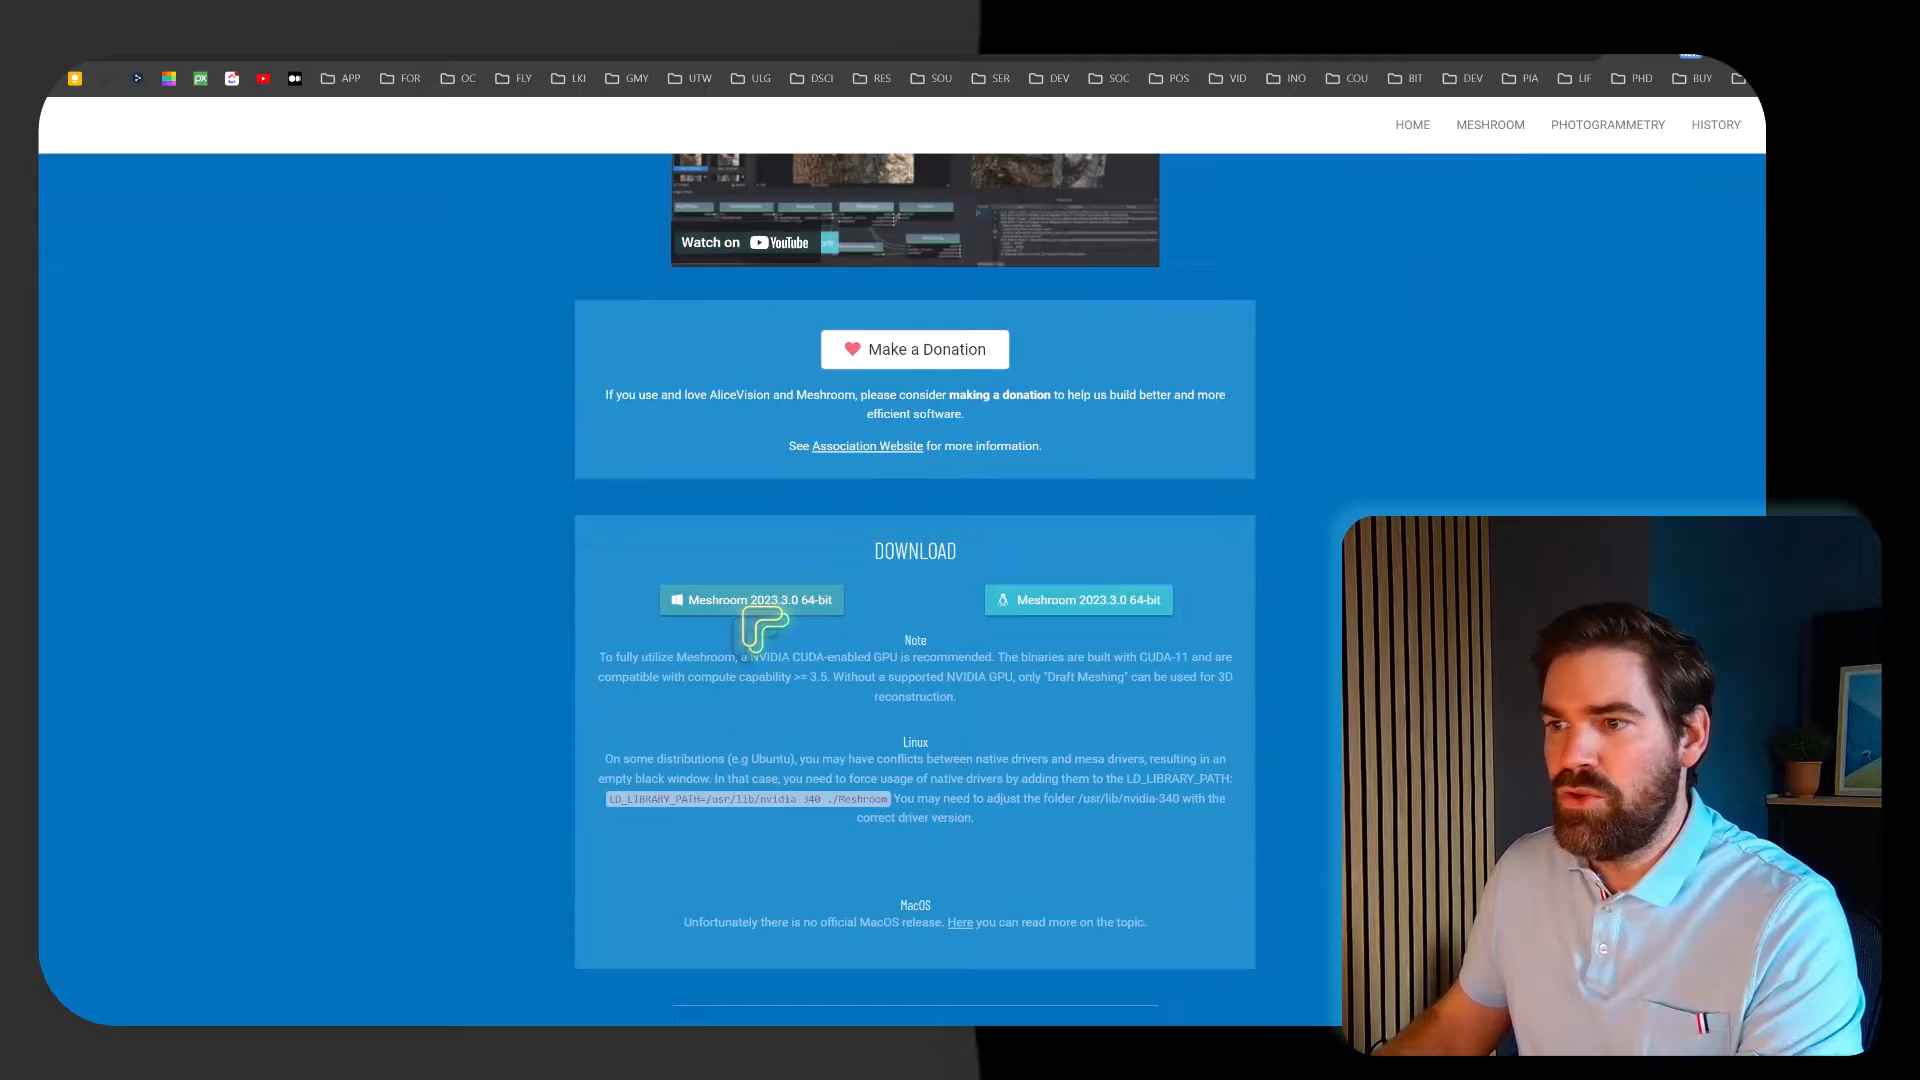 APP FOR OC FLY LKI GMY UTW ULG DSCI RES SOU SER DEV SOC POS VID INO COU BIT DEV PIA LIF PHD BUY
HOME MESHROOM PHOTOGRAMMETRY HISTORY
Watch on YouTube
Make a Donation
If you use and love AliceVision and Meshroom, please consider making a donation to help us build better and more
efficient software.
See Association Website for more information.
DOWNLOAD
Meshroom 2023.3.0 64-bit
Meshroom 2023.3.0 64-bit
Note
To fully utilize Meshroom, a NVIDIA CUDA-enabled GPU is recommended. The binaries are built with CUDA-11 and are
compatible with compute capability >= 3.5. Without a supported NVIDIA GPU, only "Draft Meshing" can be used for 3D
reconstruction.
Linux
On some distributions (e.g Ubuntu), you may have conflicts between native drivers and mesa drivers, resulting in an
empty black window. In that case, you need to force usage of native drivers by adding them to the LD_LIBRARY_PATH:
LD_LIBRARY_PATH=/usr/lib/nvidia-340 ./Meshroom You may need to adjust the folder /usr/lib/nvidia-340 with the
correct driver version.
MacOS
Unfortunately there is no official MacOS release. Here you can read more on the topic.